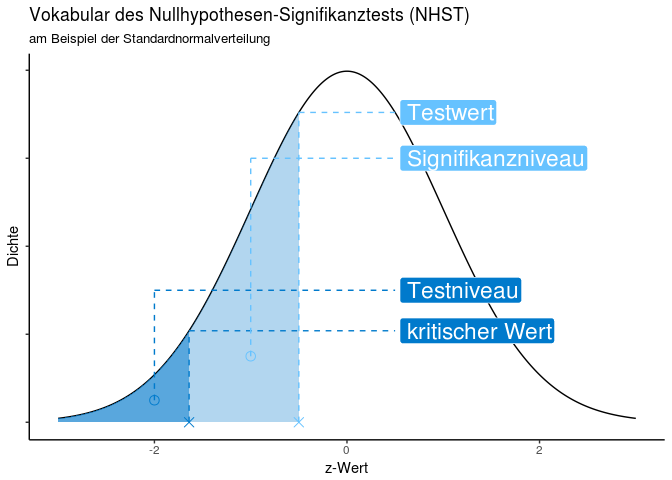 Vokabular des Nullhypothesen-Signifikanztests (NHST)
am Beispiel der Standardnormalverteilung
Testwert
Signifikanzniveau
Testniveau
kritischer Wert
Dichte
-2
0
2
z-Wert